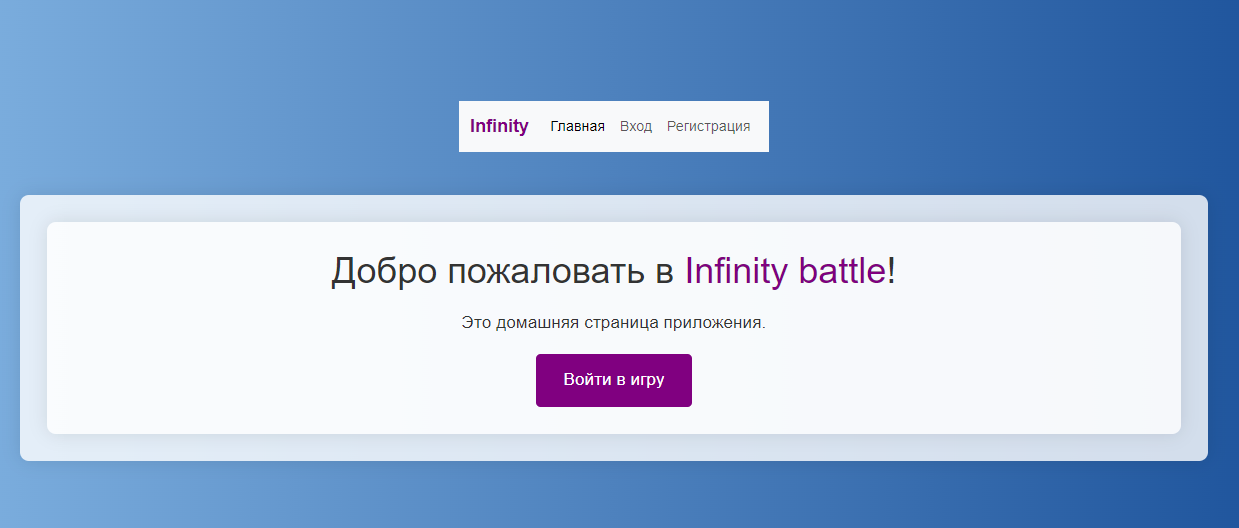 Infinity Главная Вход Регистрация
Добро пожаловать в Infinity battle!
Это домашняя страница приложения.
Войти в игру